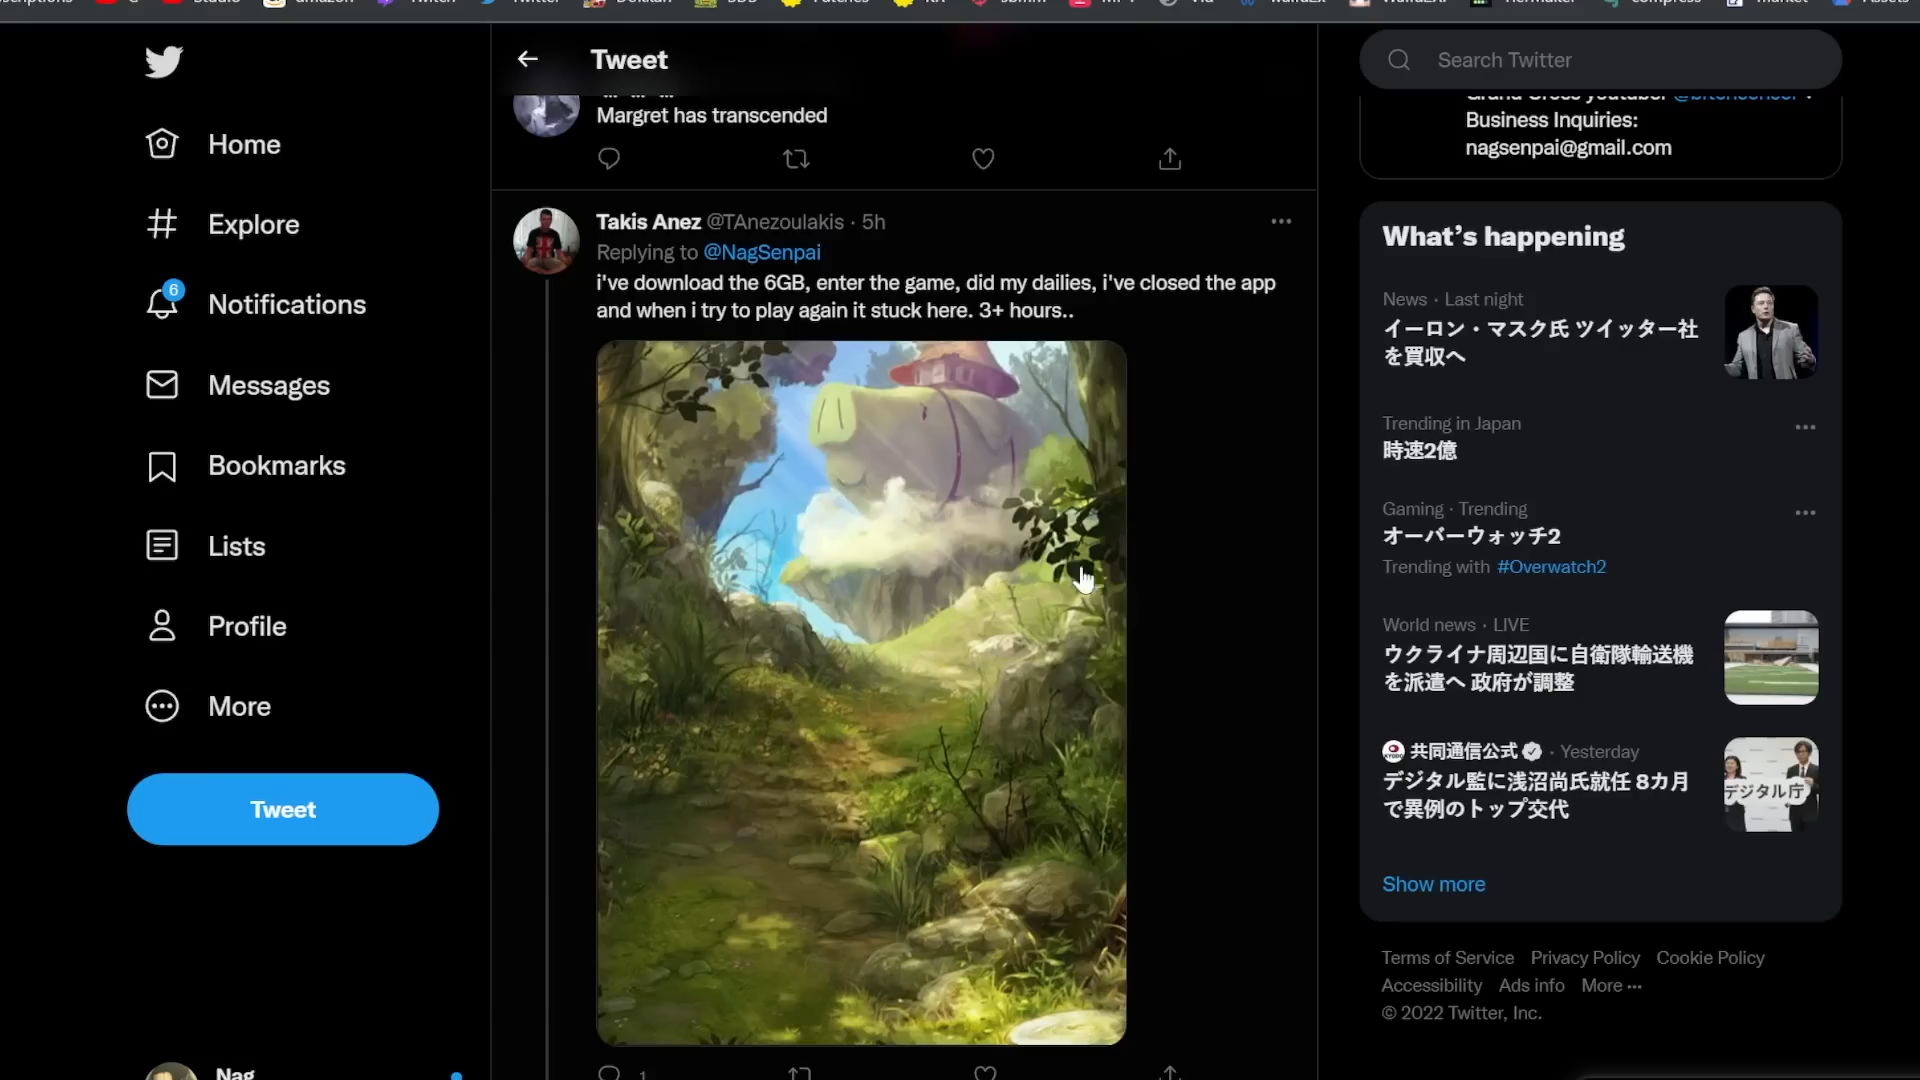 amazon
Tweet
Search Twitter
Margret has transcended
Business Inquiries:
nagsenpai@gmail.com
Home
Explore
6
Notifications
Messages
Bookmarks
Lists
Profile
More
Tweet
Nag
Takis Anez @TAnezoulakis · 5h
Replying to @NagSenpai
i've download the 6GB, enter the game, did my dailies, i've closed the app
and when i try to play again it stuck here. 3+ hours..
1
What's happening
News · Last night
イーロン・マスク氏 ツイッター社
を買収へ
Trending in Japan
時速2億
Gaming · Trending
オーバーウォッチ2
Trending with #Overwatch2
World news · LIVE
ウクライナ周辺国に自衛隊輸送機
を派遣へ 政府が調整
共同通信公式 · Yesterday
デジタル監に浅沼尚氏就任 8カ月
で異例のトップ交代
デジタル庁
Show more
Terms of Service Privacy Policy Cookie Policy
Accessibility Ads info More ···
© 2022 Twitter, Inc.